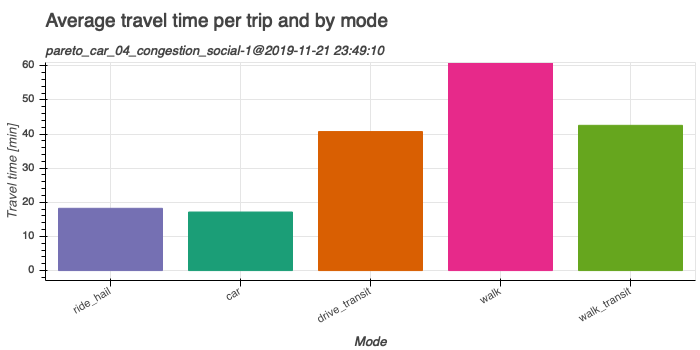 Average travel time per trip and by mode
pareto_car_04_congestion_social-1@2019-11-21 23:49:10
Travel time [min]
60
50
40
30
20
10
0
ride_hail
car
drive_transit
walk
walk_transit
Mode